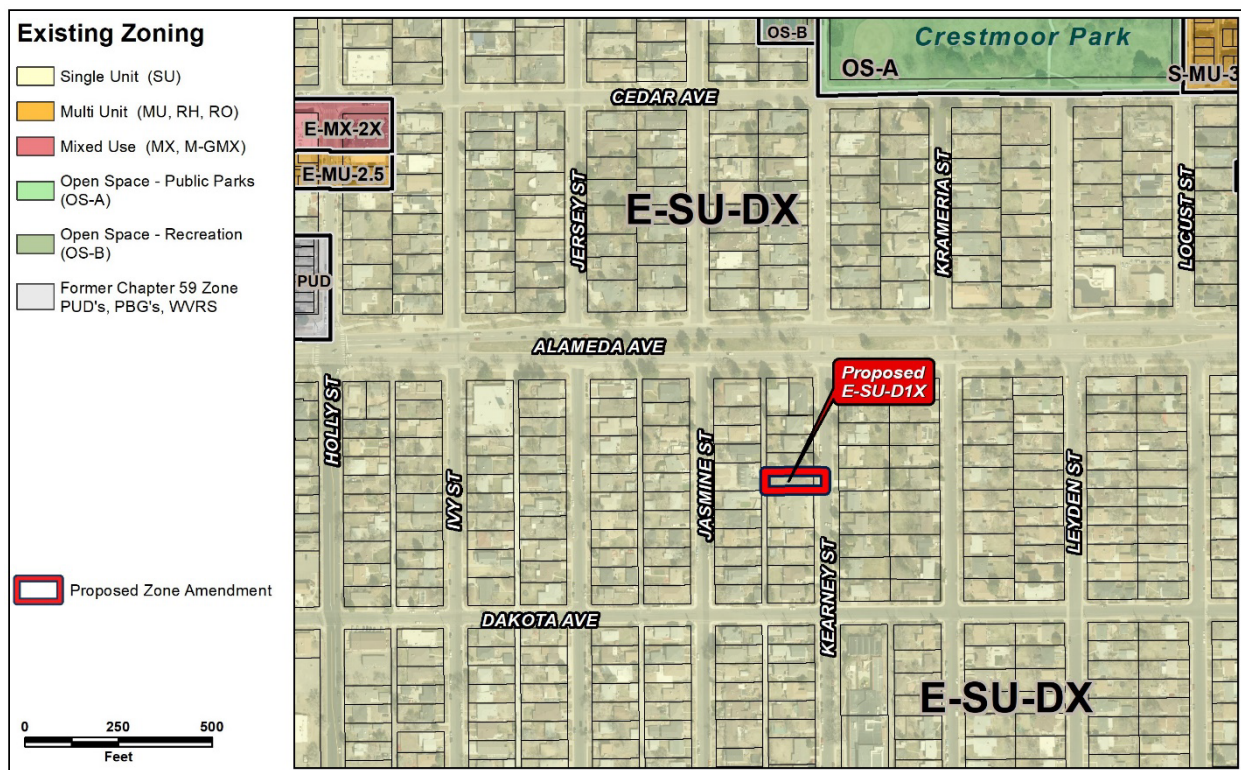 Existing Zoning
Single Unit (SU)
Multi Unit (MU, RH, RO)
Mixed Use (MX, M-GMX)
Open Space - Public Parks
(OS-A)
Open Space - Recreation
(OS-B)
Former Chapter 59 Zone
PUD's, PBG's, WVRS
Proposed Zone Amendment
0 250 500
Feet
OS-B
Crestmoor Park
OS-A
S-MU-3
CEDAR AVE
E-MX-2X
E-MU-2.5
JERSEY ST
E-SU-DX
KRAMERIA ST
LOCUST ST
PUD
ALAMEDA AVE
Proposed
E-SU-D1X
HOLLY ST
IVY ST
JASMINE ST
KEARNEY ST
LEYDEN ST
DAKOTA AVE
E-SU-DX